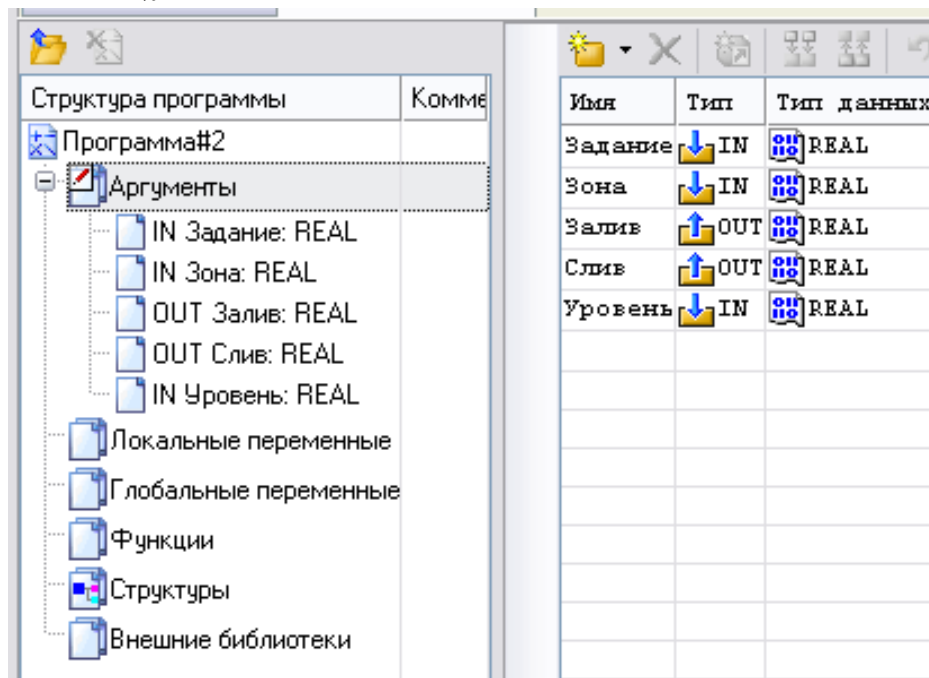 Структура программы
Комме
Программа#2
Аргументы
IN Задание: REAL
IN Зона: REAL
OUT Залив: REAL
OUT Слив: REAL
IN Уровень: REAL
Локальные переменные
Глобальные переменные
Функции
Структуры
Внешние библиотеки
Имя Тип Тип данных
Задание IN REAL
Зона IN REAL
Залив OUT REAL
Слив OUT REAL
Уровень IN REAL